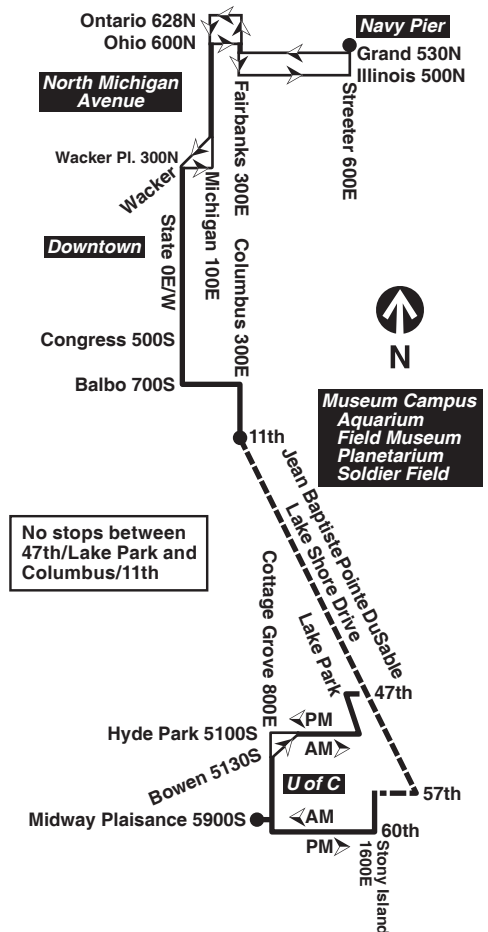 Ontario 628N
Ohio 600N
Navy Pier
Grand 530N
Illinois 500N
North Michigan
Avenue
Fairbanks 300E
Streeter 600E
Wacker Pl. 300N
Wacker
Michigan 100E
Downtown
State 0E/W
Columbus 300E
N
Congress 500S
Balbo 700S
Museum Campus
Aquarium
Field Museum
Planetarium
Soldier Field
11th
Jean Baptiste Pointe DuSable
Lake Shore Drive
No stops between
47th/Lake Park and
Columbus/11th
Cottage Grove 800E
Lake Park
47th
Hyde Park 5100S
PM
AM
Bowen 5130S
U of C
57th
Midway Plaisance 5900S
AM
60th
PM
Stony Island
1600E